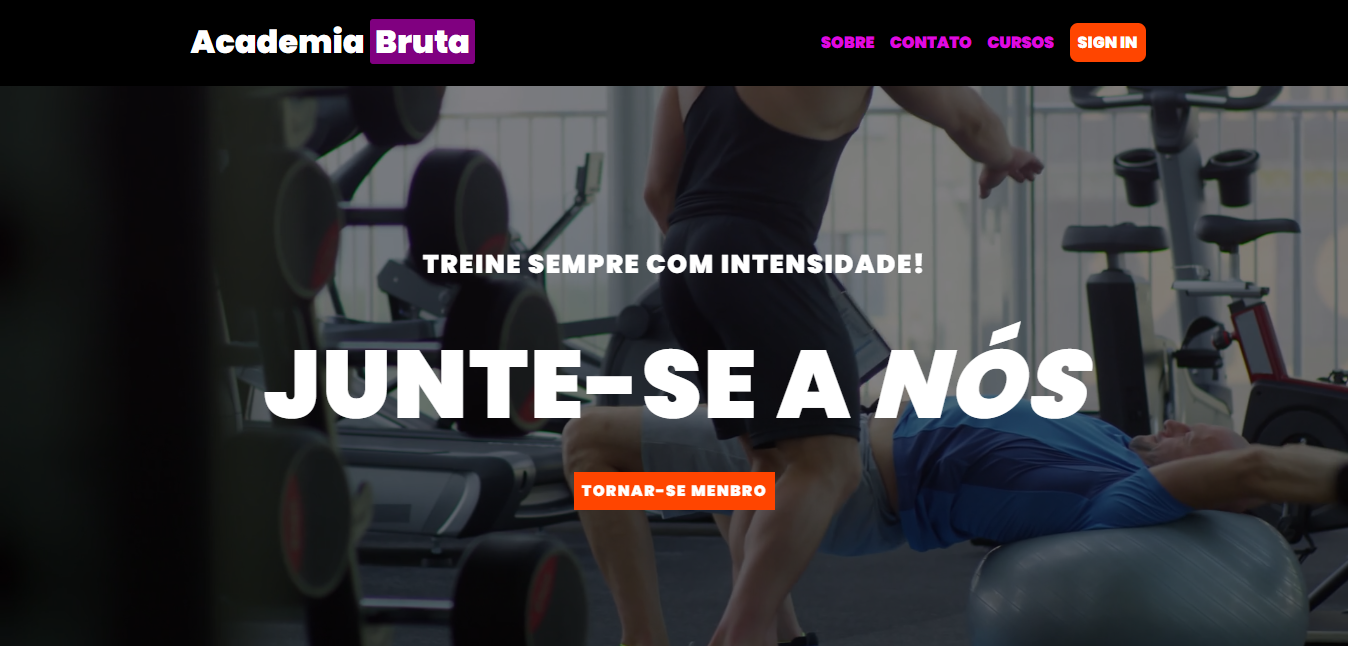 Academia Bruta
SOBRE CONTATO CURSOS SIGN IN
TREINE SEMPRE COM INTENSIDADE!
JUNTE-SE A NÓS
TORNAR-SE MENBRO